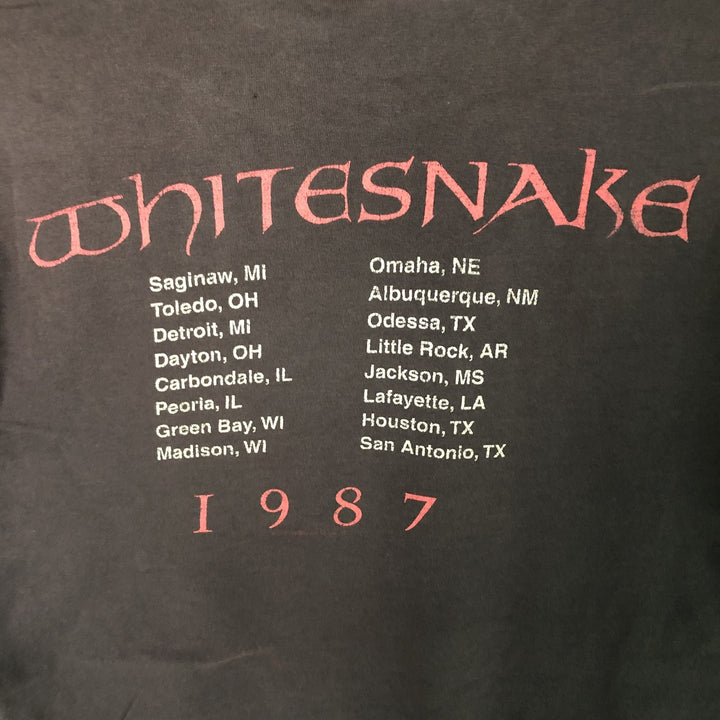 WHITESNAKE
Saginaw, MI
Toledo, OH
Detroit, MI
Dayton, OH
Carbondale, IL
Peoria, IL
Green Bay, WI
Madison, WI
Omaha, NE
Albuquerque, NM
Odessa, TX
Little Rock, AR
Jackson, MS
Lafayette, LA
Houston, TX
San Antonio, TX
1987